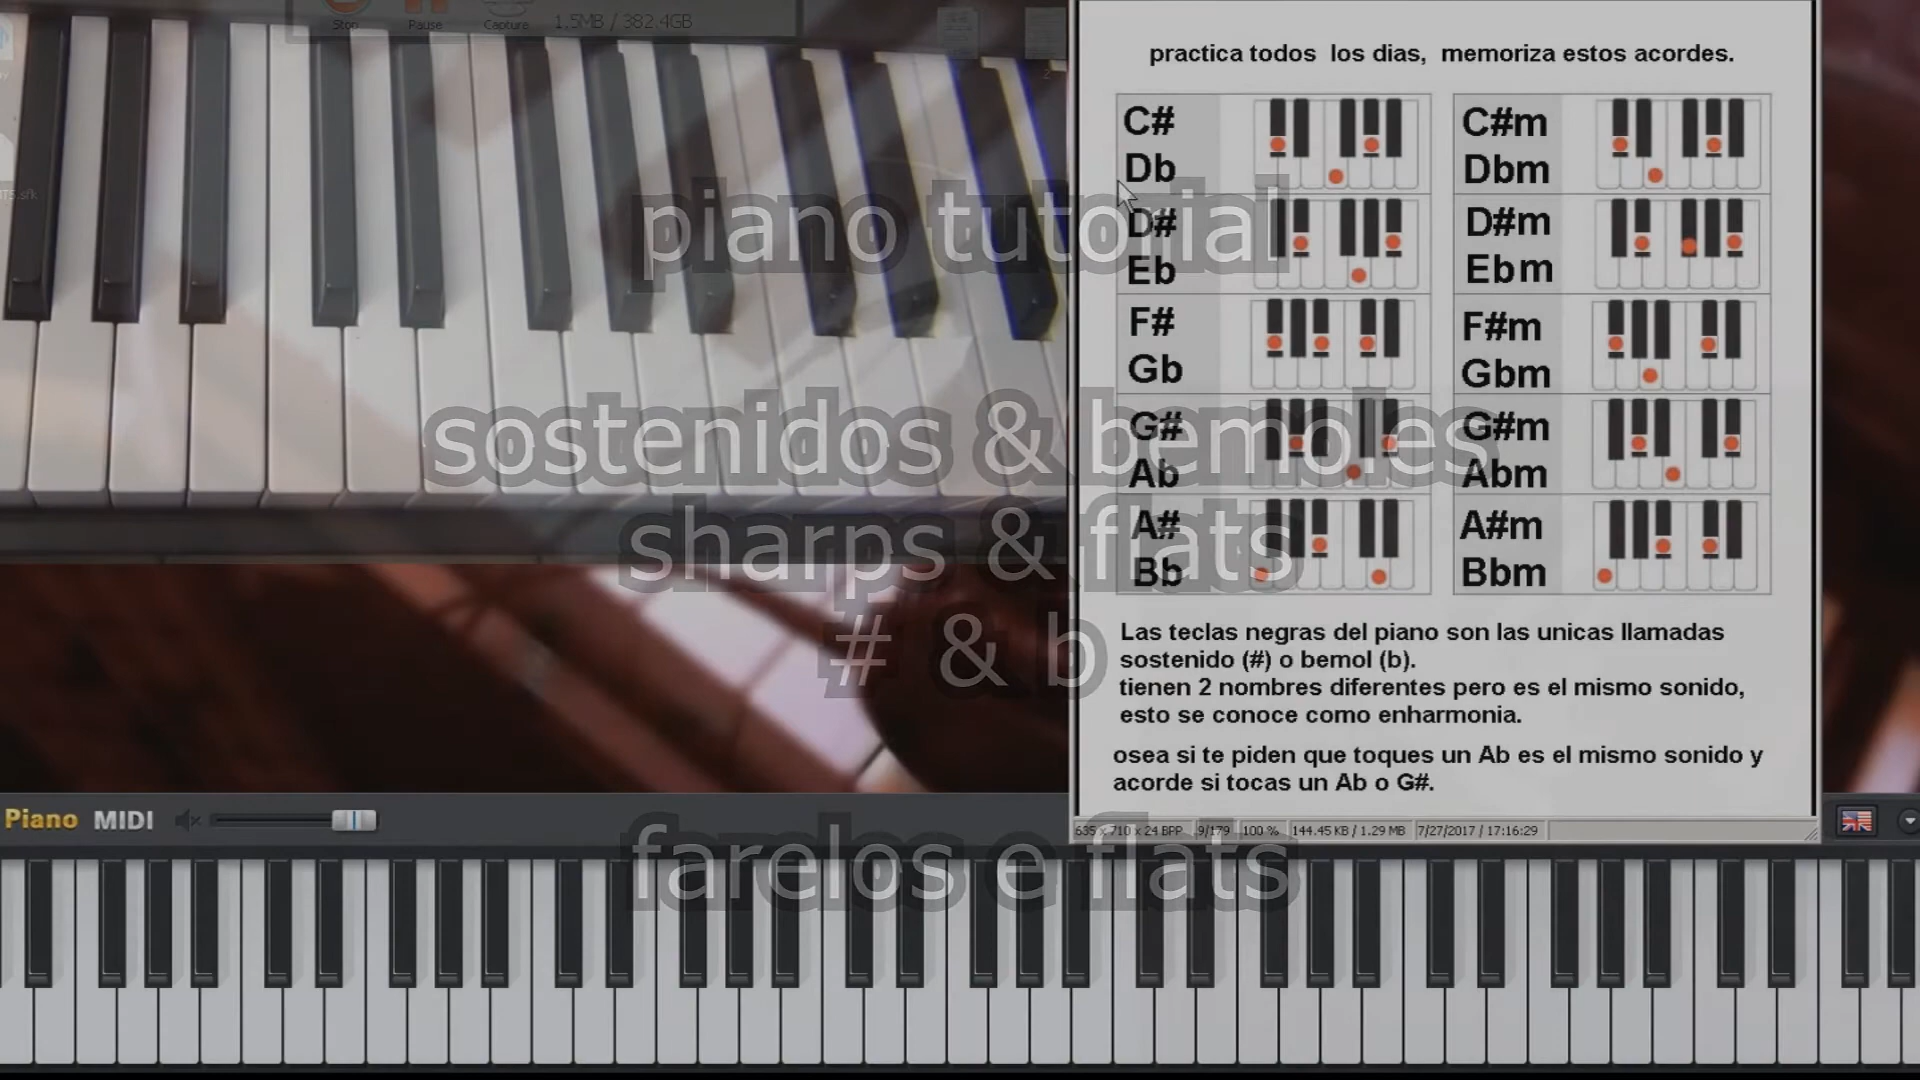 Stop Pause Capture 1.5MB / 382.4GB
practica todos los dias, memoriza estos acordes.
C#
Db
C#m
Dbm
D#
Eb
D#m
Ebm
F#
Gb
F#m
Gbm
G#
Ab
G#m
Abm
A#
Bb
A#m
Bbm
piano tutorial
sostenidos & bemoles
sharps & flats
# & b
farelos e flats
Las teclas negras del piano son las unicas llamadas
sostenido (#) o bemol (b).
tienen 2 nombres diferentes pero es el mismo sonido,
esto se conoce como enharmonia.
osea si te piden que toques un Ab es el mismo sonido y
acorde si tocas un Ab o G#.
635 x 710 x 24 BPP 9/179 100 % 144.45 KB / 1.29 MB 7/27/2017 / 17:16:29
Piano MIDI